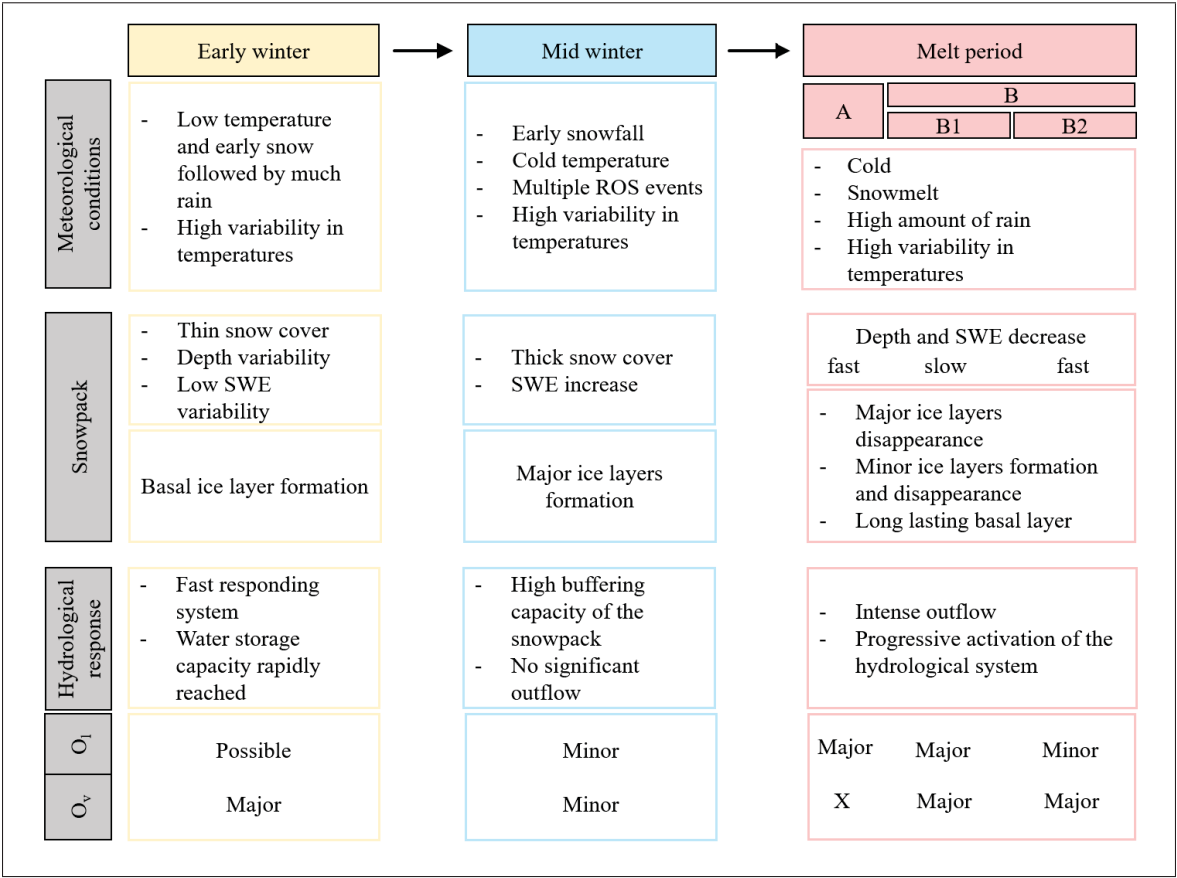 Early winter
Mid winter
Melt period
Meteorological
conditions
- Low temperature
and early snow
followed by much
rain
- High variability in
temperatures
- Early snowfall
- Cold temperature
- Multiple ROS events
- High variability in
temperatures
A
B
B1
B2
- Cold
- Snowmelt
- High amount of rain
- High variability in
temperatures
Snowpack
- Thin snow cover
- Depth variability
- Low SWE
variability
- Thick snow cover
- SWE increase
Depth and SWE decrease
fast slow fast
Basal ice layer formation
Major ice layers
formation
- Major ice layers
disappearance
- Minor ice layers formation
and disappearance
- Long lasting basal layer
Hydrological
response
- Fast responding
system
- Water storage
capacity rapidly
reached
- High buffering
capacity of the
snowpack
- No significant
outflow
- Intense outflow
- Progressive activation of the
hydrological system
Ol
Possible
Minor
Major Major Minor
Ov
Major
Minor
X Major Major